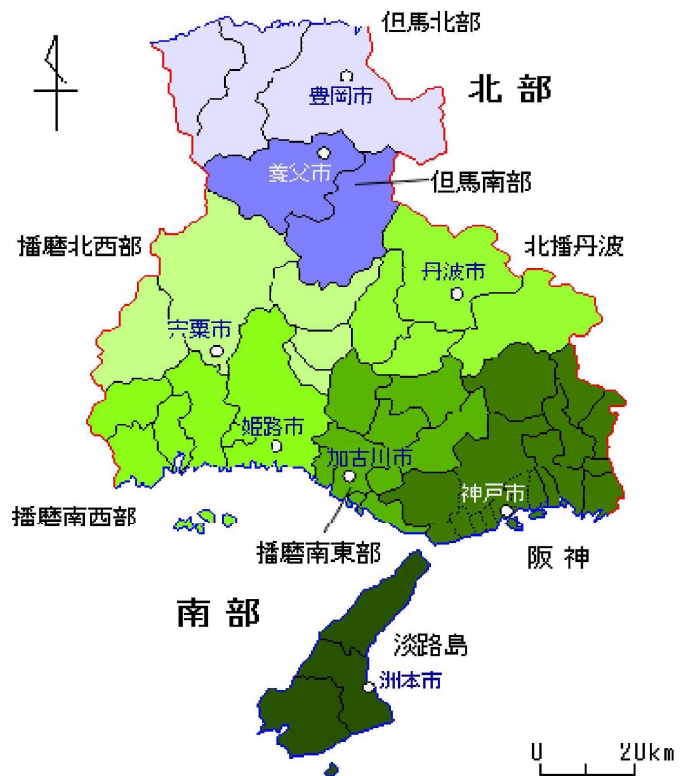 但馬北部
豊岡市
北部
養父市
但馬南部
播磨北西部
北播丹波
丹波市
宍粟市
姫路市
加古川市
神戸市
播磨南西部
播磨南東部
阪神
南部
淡路島
洲本市
0 20km